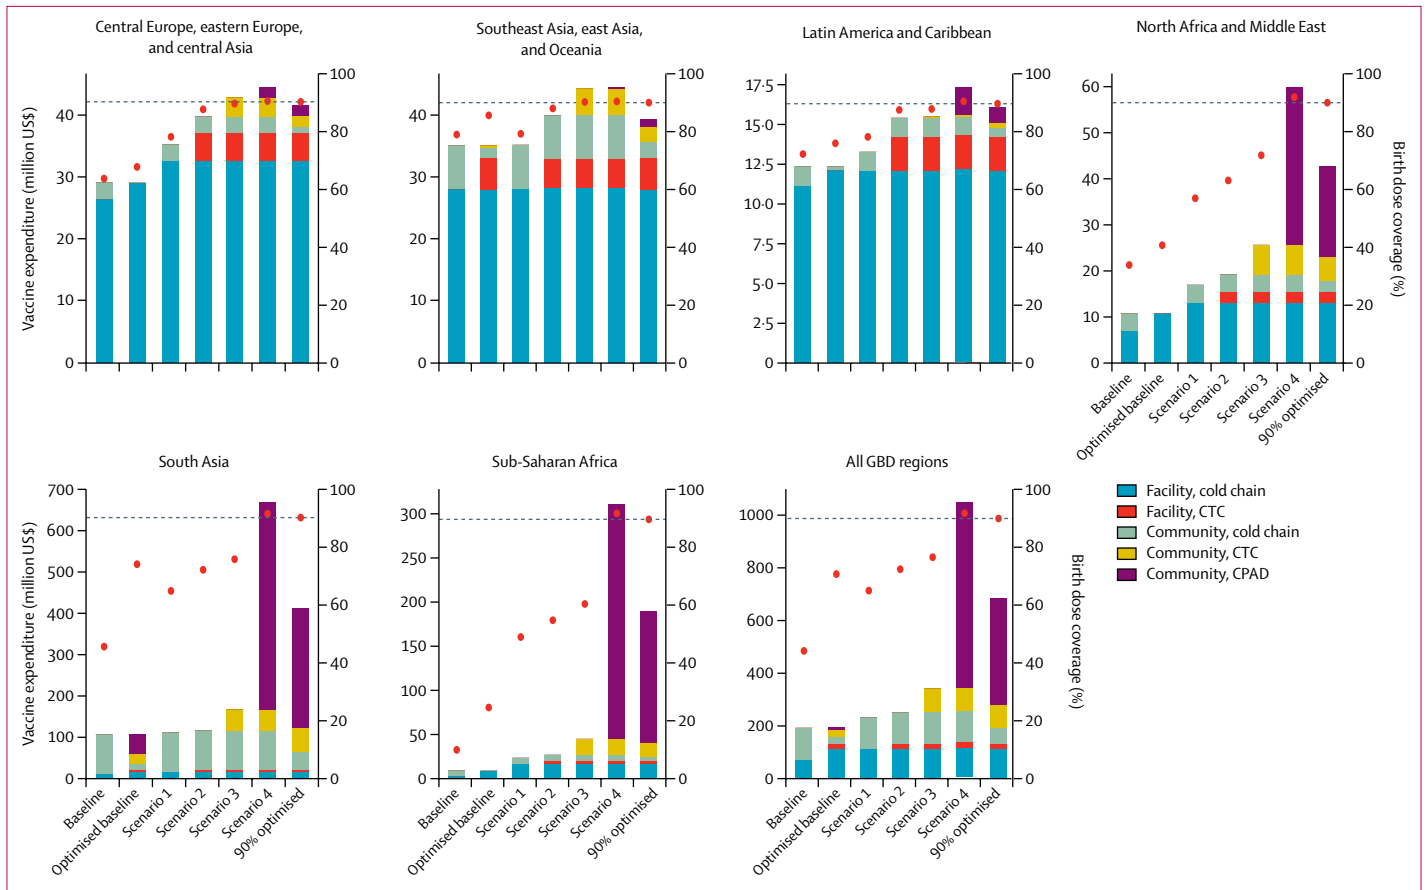 Central Europe, eastern Europe,
and central Asia
Southeast Asia, east Asia,
and Oceania
Latin America and Caribbean
North Africa and Middle East
Vaccine expenditure (million US$)
40
30
20
10
0
100
80
60
40
20
0
40
30
20
10
0
100
80
60
40
20
0
17·5
15·0
12·5
10·0
7·5
5·0
2·5
0
100
80
60
40
20
0
60
50
40
30
20
10
0
100
80
60
40
20
0
Birth dose coverage (%)
Baseline
Optimised baseline
Scenario 1
Scenario 2
Scenario 3
Scenario 4
90% optimised
South Asia
Sub-Saharan Africa
All GBD regions
Vaccine expenditure (million US$)
700
600
500
400
300
200
100
0
100
80
60
40
20
0
Baseline
Optimised baseline
Scenario 1
Scenario 2
Scenario 3
Scenario 4
90% optimised
300
250
200
150
100
50
0
100
80
60
40
20
0
Baseline
Optimised baseline
Scenario 1
Scenario 2
Scenario 3
Scenario 4
90% optimised
1000
800
600
400
200
0
100
80
60
40
20
0
Birth dose coverage (%)
Baseline
Optimised baseline
Scenario 1
Scenario 2
Scenario 3
Scenario 4
90% optimised
Facility, cold chain
Facility, CTC
Community, cold chain
Community, CTC
Community, CPAD